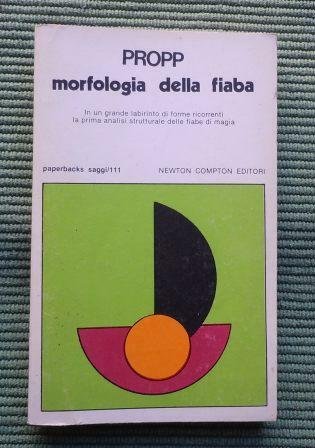 PROPP
morfologia della fiaba
In un grande labirinto di forme ricorrenti
la prima analisi strutturale delle fiabe di magia
paperbacks saggi/111 NEWTON COMPTON EDITORI